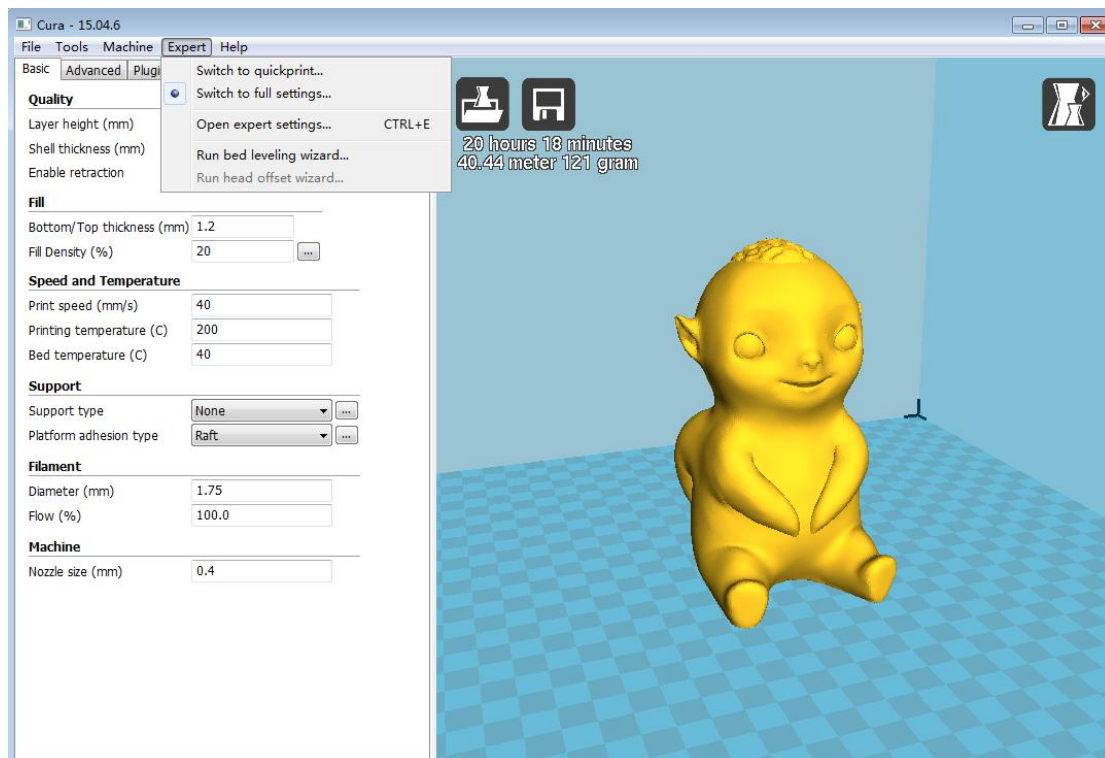 Cura - 15.04.6
File Tools Machine Expert Help
Basic Advanced Plugi
Switch to quickprint...
Switch to full settings...
Open expert settings... CTRL+E
Run bed leveling wizard...
Run head offset wizard...
Quality
Layer height (mm)
Shell thickness (mm)
Enable retraction
20 hours 18 minutes
40.44 meter 121 gram
Fill
Bottom/Top thickness (mm) 1.2
Fill Density (%) 20 ...
Speed and Temperature
Print speed (mm/s) 40
Printing temperature (C) 200
Bed temperature (C) 40
Support
Support type None ...
Platform adhesion type Raft ...
Filament
Diameter (mm) 1.75
Flow (%) 100.0
Machine
Nozzle size (mm) 0.4